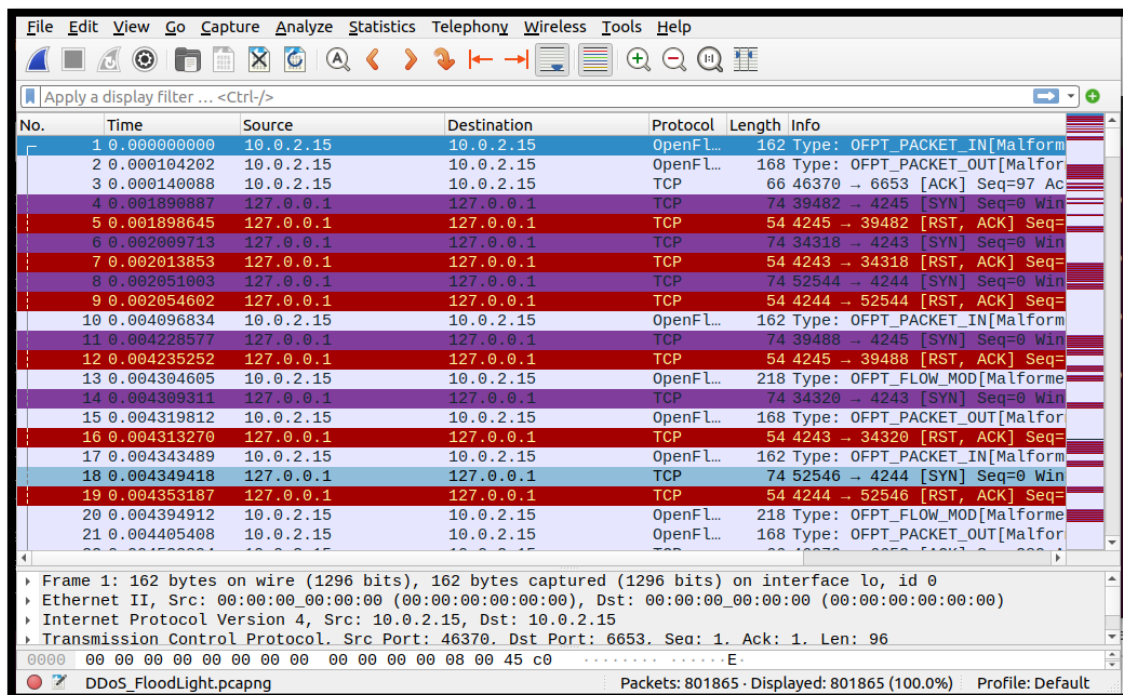 File Edit View Go Capture Analyze Statistics Telephony Wireless Tools Help
Apply a display filter … <Ctrl-/>
No. Time Source Destination Protocol Length Info
1 0.000000000 10.0.2.15 10.0.2.15 OpenFl… 162 Type: OFPT_PACKET_IN[Malform
2 0.000104202 10.0.2.15 10.0.2.15 OpenFl… 168 Type: OFPT_PACKET_OUT[Malfor
3 0.000140088 10.0.2.15 10.0.2.15 TCP 66 46370 → 6653 [ACK] Seq=97 Ac
4 0.001890887 127.0.0.1 127.0.0.1 TCP 74 39482 → 4245 [SYN] Seq=0 Win
5 0.001898645 127.0.0.1 127.0.0.1 TCP 54 4245 → 39482 [RST, ACK] Seq=
6 0.002009713 127.0.0.1 127.0.0.1 TCP 74 34318 → 4243 [SYN] Seq=0 Win
7 0.002013853 127.0.0.1 127.0.0.1 TCP 54 4243 → 34318 [RST, ACK] Seq=
8 0.002051003 127.0.0.1 127.0.0.1 TCP 74 52544 → 4244 [SYN] Seq=0 Win
9 0.002054602 127.0.0.1 127.0.0.1 TCP 54 4244 → 52544 [RST, ACK] Seq=
10 0.004096834 10.0.2.15 10.0.2.15 OpenFl… 162 Type: OFPT_PACKET_IN[Malform
11 0.004228577 127.0.0.1 127.0.0.1 TCP 74 39488 → 4245 [SYN] Seq=0 Win
12 0.004235252 127.0.0.1 127.0.0.1 TCP 54 4245 → 39488 [RST, ACK] Seq=
13 0.004304605 10.0.2.15 10.0.2.15 OpenFl… 218 Type: OFPT_FLOW_MOD[Malforme
14 0.004309311 127.0.0.1 127.0.0.1 TCP 74 34320 → 4243 [SYN] Seq=0 Win
15 0.004319812 10.0.2.15 10.0.2.15 OpenFl… 168 Type: OFPT_PACKET_OUT[Malfor
16 0.004313270 127.0.0.1 127.0.0.1 TCP 54 4243 → 34320 [RST, ACK] Seq=
17 0.004343489 10.0.2.15 10.0.2.15 OpenFl… 162 Type: OFPT_PACKET_IN[Malform
18 0.004349418 127.0.0.1 127.0.0.1 TCP 74 52546 → 4244 [SYN] Seq=0 Win
19 0.004353187 127.0.0.1 127.0.0.1 TCP 54 4244 → 52546 [RST, ACK] Seq=
20 0.004394912 10.0.2.15 10.0.2.15 OpenFl… 218 Type: OFPT_FLOW_MOD[Malforme
21 0.004405408 10.0.2.15 10.0.2.15 OpenFl… 168 Type: OFPT_PACKET_OUT[Malfor
Frame 1: 162 bytes on wire (1296 bits), 162 bytes captured (1296 bits) on interface lo, id 0
Ethernet II, Src: 00:00:00_00:00:00 (00:00:00:00:00:00), Dst: 00:00:00_00:00:00 (00:00:00:00:00:00)
Internet Protocol Version 4, Src: 10.0.2.15, Dst: 10.0.2.15
Transmission Control Protocol, Src Port: 46370, Dst Port: 6653, Seq: 1, Ack: 1, Len: 96
0000 00 00 00 00 00 00 00 00 00 00 00 00 08 00 45 c0 ········ ······E·
DDoS_FloodLight.pcapng Packets: 801865 · Displayed: 801865 (100.0%) Profile: Default